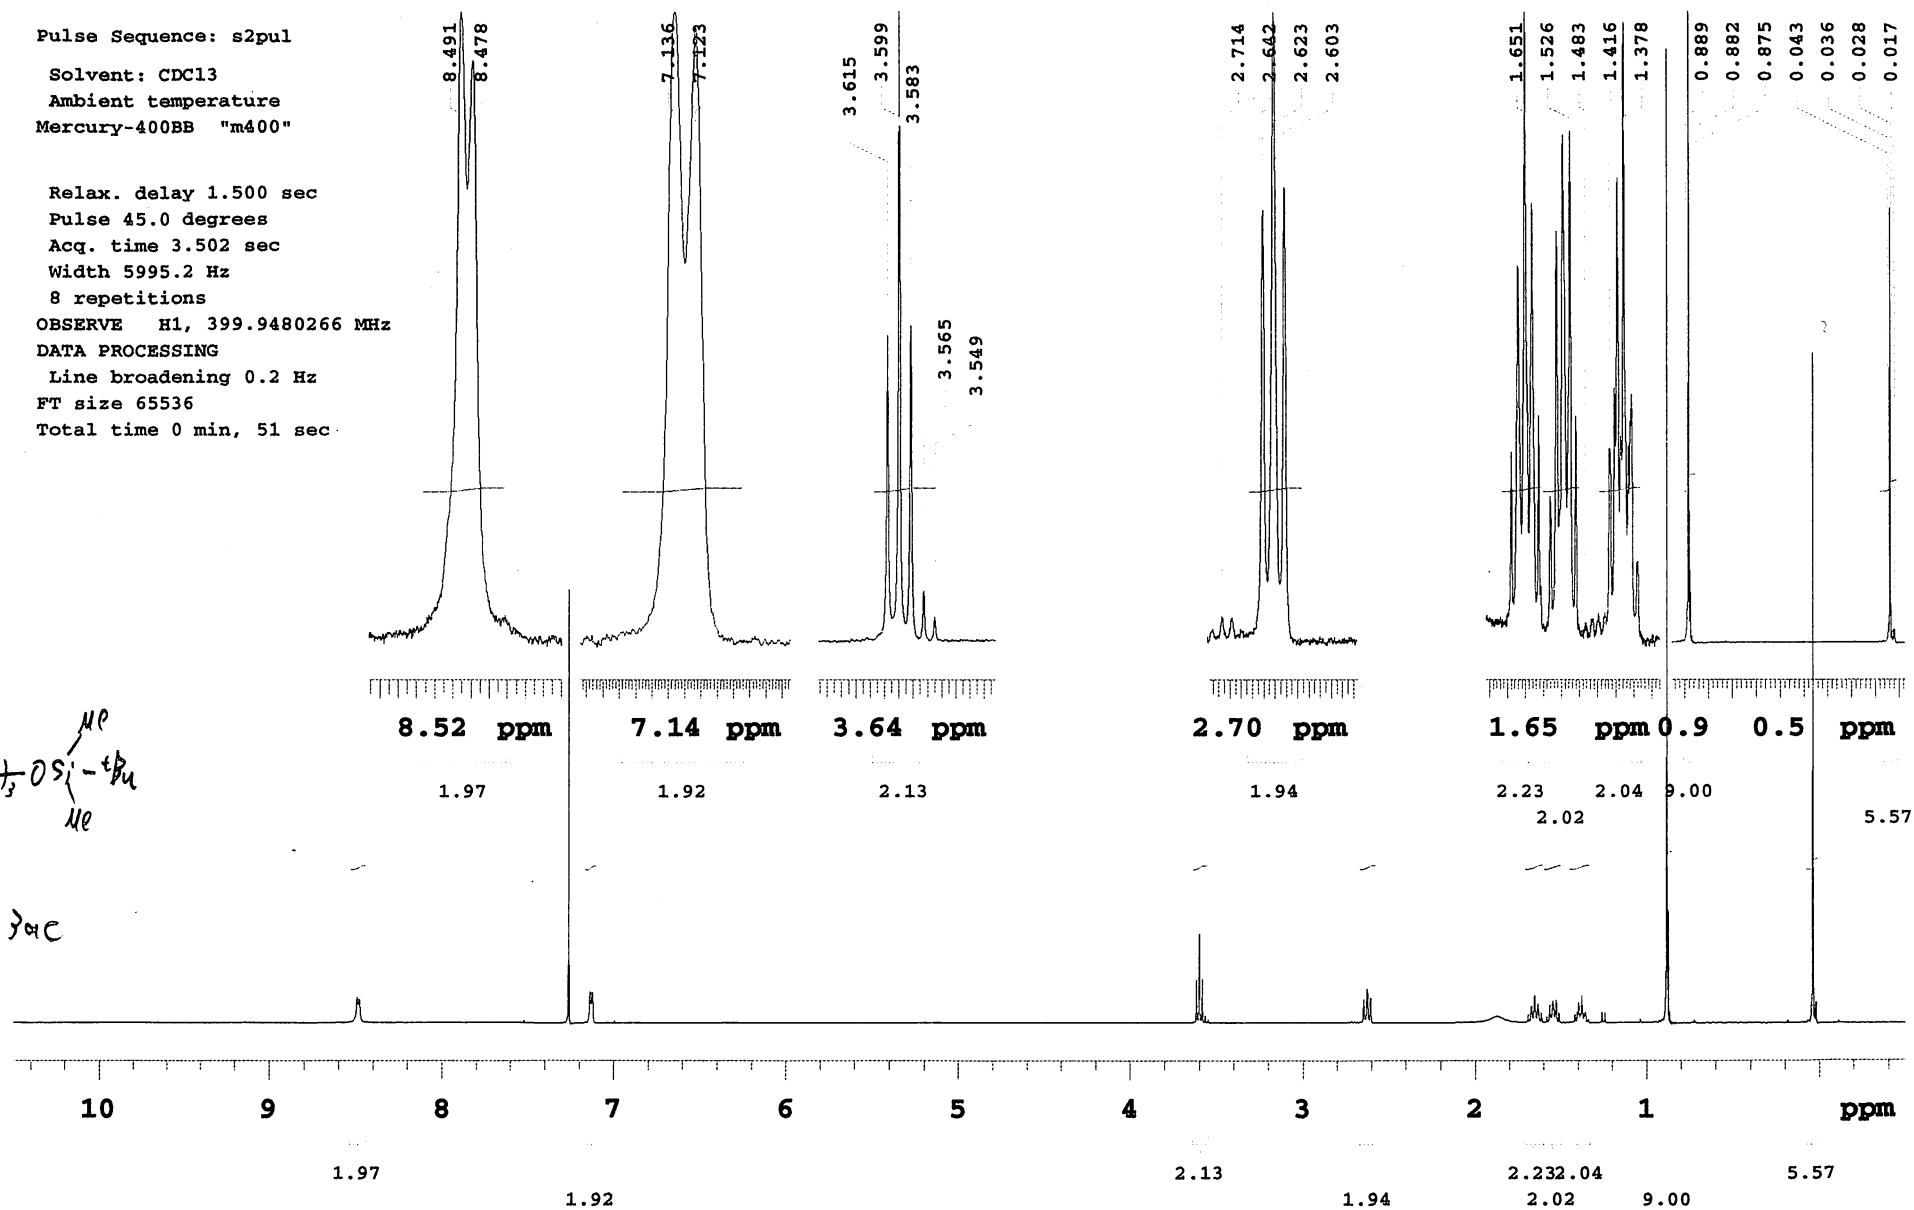 Pulse Sequence: s2pul
Solvent: CDCl3
Ambient temperature
Mercury-400BB "m400"
Relax. delay 1.500 sec
Pulse 45.0 degrees
Acq. time 3.502 sec
Width 5995.2 Hz
8 repetitions
OBSERVE H1, 399.9480266 MHz
DATA PROCESSING
Line broadening 0.2 Hz
FT size 65536
Total time 0 min, 51 sec
8.491
8.478
7.136
7.123
3.615
3.599
3.583
3.565
3.549
2.714
2.642
2.623
2.603
1.651
1.526
1.483
1.416
1.378
0.889
0.882
0.875
0.043
0.036
0.028
0.017
8.52 ppm
7.14 ppm
3.64 ppm
2.70 ppm
1.65 ppm
0.9 0.5 ppm
1.97
1.92
2.13
1.94
2.23
2.04
9.00
2.02
5.57
Me
)3-OSi-tBu
Me
10 9 8 7 6 5 4 3 2 1 ppm
1.97
2.13
2.23
2.04
5.57
1.92
1.94
2.02
9.00